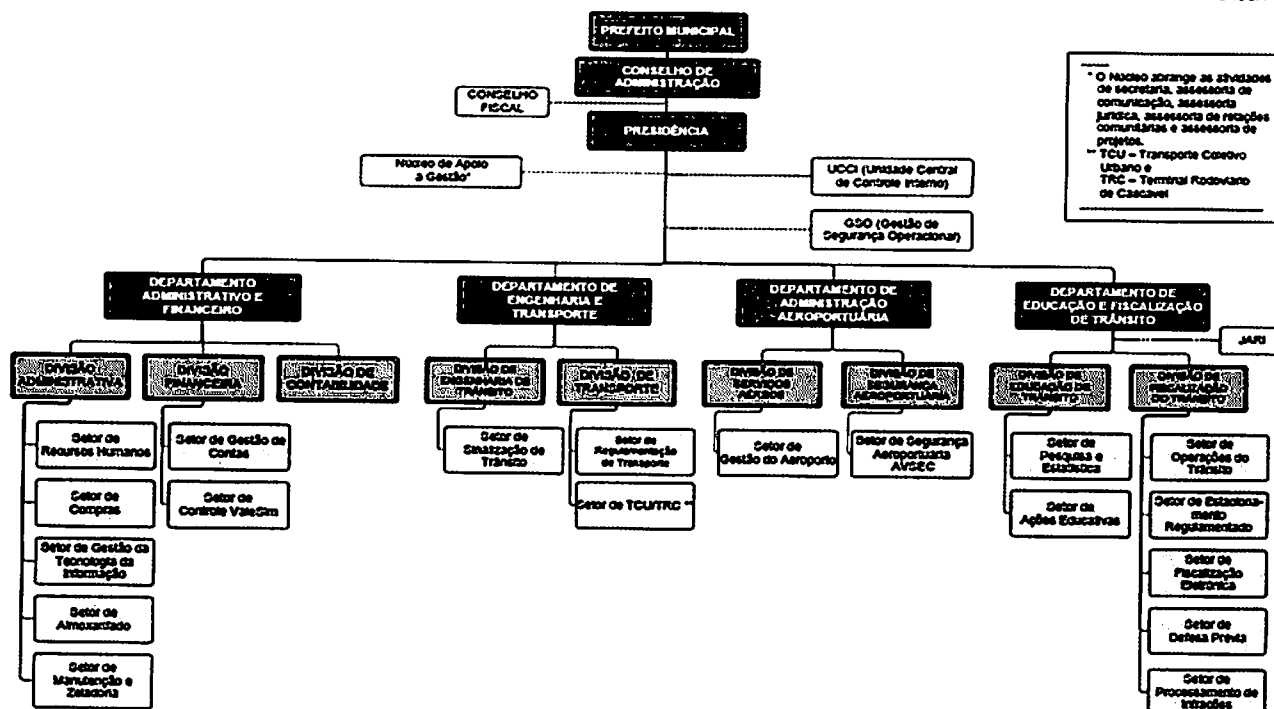 PREFEITO MUNICIPAL
CONSELHO DE
ADMINISTRAÇÃO
CONSELHO
FISCAL
PRESIDÊNCIA
Núcleo de Apoio
a Gestão*
UCCI (Unidade Central
de Controle Interno)
GSO (Gestão de
Segurança Operacional)
* O Núcleo abrange as atividades
de secretaria, assessoria de
comunicação, assessoria
jurídica, assessoria de relações
comunitárias e assessoria de
projetos.
** TCU – Transporte Coletivo
Urbano e
TRC – Terminal Rodoviário
de Cascavel
DEPARTAMENTO
ADMINISTRATIVO E
FINANCEIRO
DEPARTAMENTO DE
ENGENHARIA E
TRANSPORTE
DEPARTAMENTO DE
ADMINISTRAÇÃO
AEROPORTUÁRIA
DEPARTAMENTO DE
EDUCAÇÃO E FISCALIZAÇÃO
DE TRÂNSITO
JARI
DIVISÃO
ADMINISTRATIVA
DIVISÃO
FINANCEIRA
DIVISÃO DE
CONTABILIDADE
DIVISÃO DE
ENGENHARIA DE
TRÂNSITO
DIVISÃO DE
TRANSPORTE
DIVISÃO DE
SERVIÇOS
DIVISÃO DE
SEGURANÇA
AEROPORTUÁRIA
DIVISÃO DE
EDUCAÇÃO DE
TRÂNSITO
DIVISÃO DE
FISCALIZAÇÃO
DO TRÂNSITO
Setor de
Recursos Humanos
Setor de
Compras
Setor de Gestão da
Tecnologia da
Informação
Setor de
Almoxarifado
Setor de
Manutenção e
Zeladoria
Setor de Gestão de
Contas
Setor de
Controle ValeSim
Setor de
Sinalização de
Trânsito
Setor de
Regulamentação
de Transporte
Setor de TCU/TRC **
Setor de
Gestão do Aeroporto
Setor de Segurança
Aeroportuária
AVSEC
Setor de
Pesquisa e
Estatística
Setor de
Ações Educativas
Setor de
Operações do
Trânsito
Setor de Estaciona-
mento
Regulamentado
Setor de
Fiscalização
Eletrônica
Setor de
Defesa Prévia
Setor de
Processamento de
Infrações